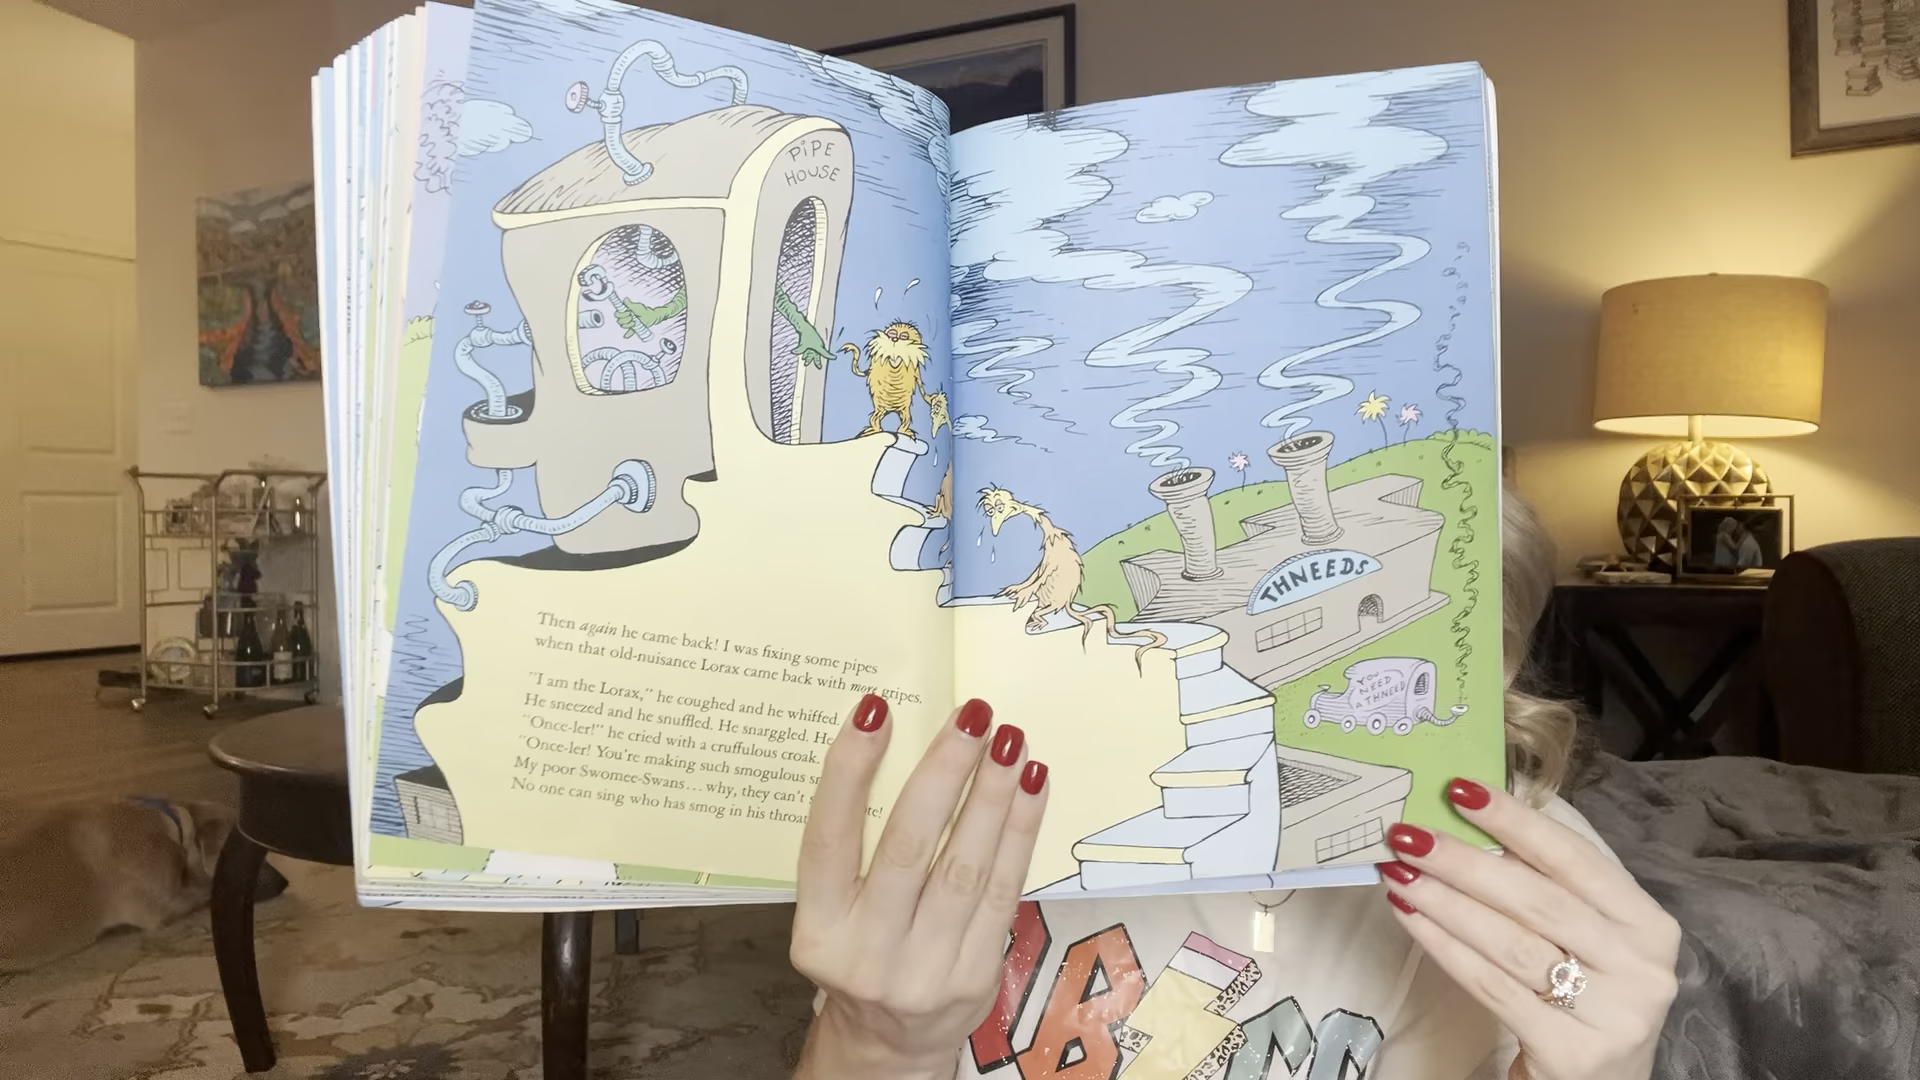 PIPE
HOUSE
Then again he came back! I was fixing some pipes
when that old-nuisance Lorax came back with more gripes.
"I am the Lorax," he coughed and he whiffed.
He sneezed and he snuffled. He snarggled. He
"Once-ler!" he cried with a cruffulous croak.
"Once-ler! You're making such smogulous
My poor Swomee-Swans... why, they can't
No one can sing who has smog in his throat
THNEEDS
YOU
NEED
A THNEED